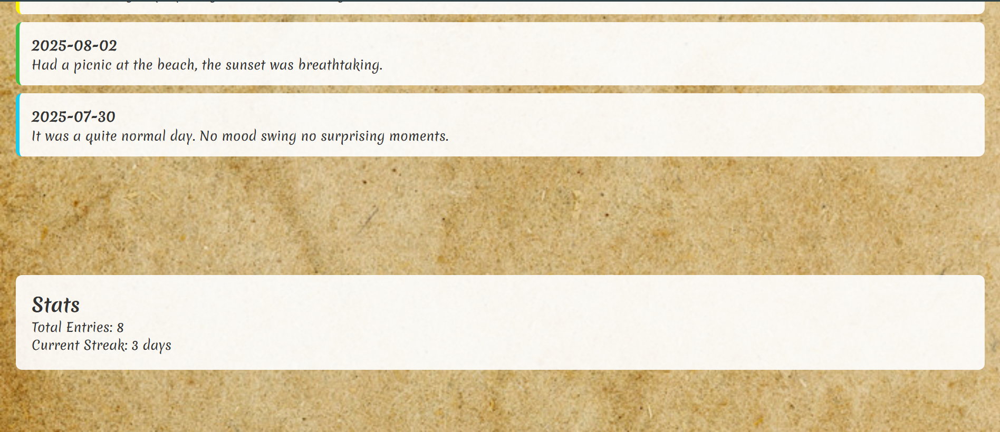 2025-08-02
Had a picnic at the beach, the sunset was breathtaking.
2025-07-30
It was a quite normal day. No mood swing no surprising moments.
Stats
Total Entries: 8
Current Streak: 3 days